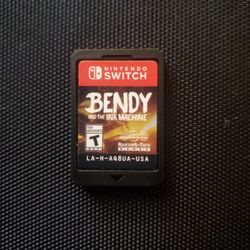 NINTENDO
SWITCH
BENDY
AND THE INK MACHINE
T
LA-H-AQ8UA-USA